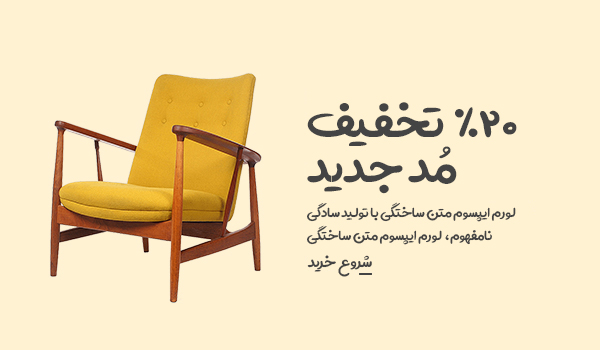 ۲۰٪ تخفیف
مُد جدید
لورم ایپسوم متن ساختگی با تولید سادگی
نامفهوم، لورم ایپسوم متن ساختگی
شروع خرید